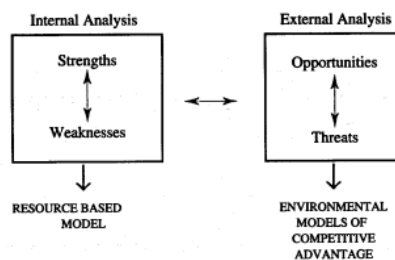 Internal Analysis
Strengths
Weaknesses
RESOURCE BASED
MODEL
External Analysis
Opportunities
Threats
ENVIRONMENTAL
MODELS OF
COMPETITIVE
ADVANTAGE